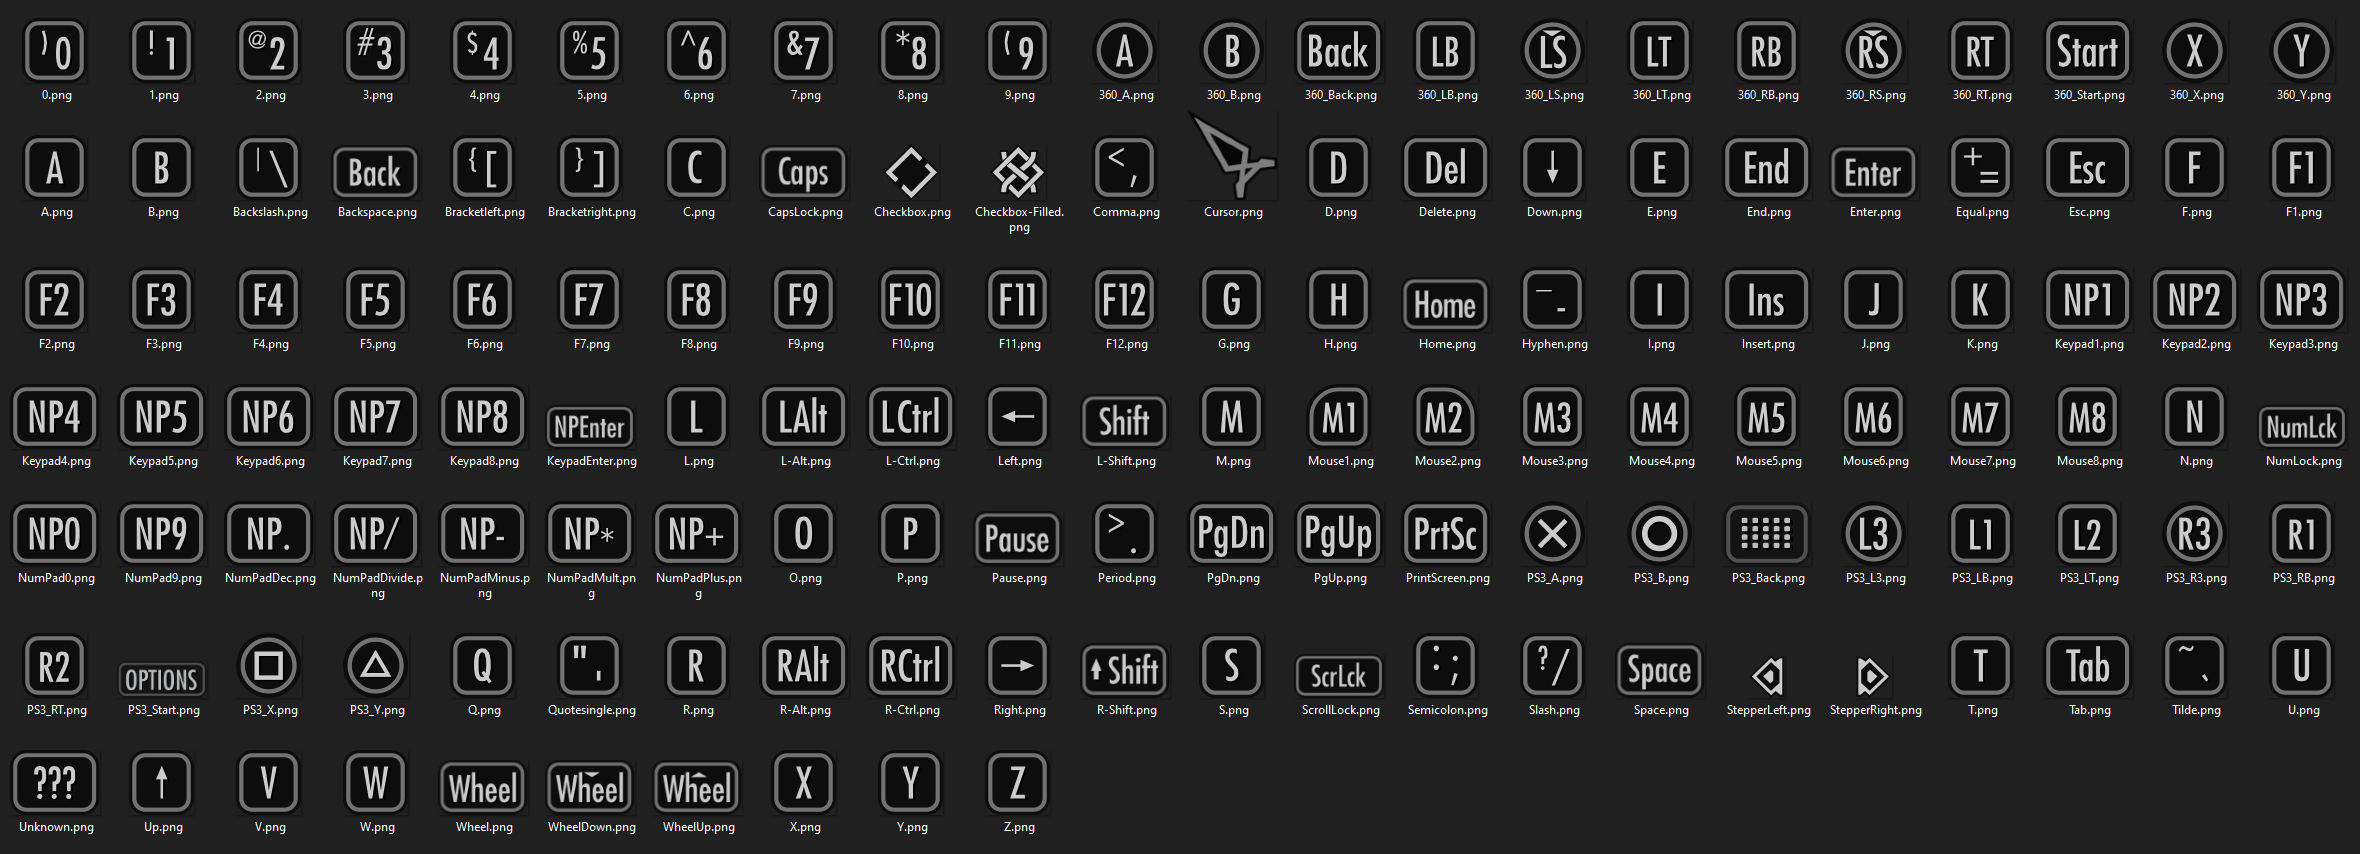 ) 0 ! 1 @ 2 # 3 $ 4 % 5 ^ 6 & 7 * 8 ( 9 A B Back LB LS LT RB RS RT Start X Y
0.png 1.png 2.png 3.png 4.png 5.png 6.png 7.png 8.png 9.png 360_A.png 360_B.png 360_Back.png 360_LB.png 360_LS.png 360_LT.png 360_RB.png 360_RS.png 360_RT.png 360_Start.png 360_X.png 360_Y.png
A B | \ Back { [ } ] C Caps < , D Del ↓ E End Enter + = Esc F F1
A.png B.png Backslash.png Backspace.png Bracketleft.png Bracketright.png C.png CapsLock.png Checkbox.png Checkbox-Filled.png Comma.png Cursor.png D.png Delete.png Down.png E.png End.png Enter.png Equal.png Esc.png F.png F1.png
F2 F3 F4 F5 F6 F7 F8 F9 F10 F11 F12 G H Home _ - I Ins J K NP1 NP2 NP3
F2.png F3.png F4.png F5.png F6.png F7.png F8.png F9.png F10.png F11.png F12.png G.png H.png Home.png Hyphen.png I.png Insert.png J.png K.png Keypad1.png Keypad2.png Keypad3.png
NP4 NP5 NP6 NP7 NP8 NPEnter L LAlt LCtrl ← Shift M M1 M2 M3 M4 M5 M6 M7 M8 N NumLck
Keypad4.png Keypad5.png Keypad6.png Keypad7.png Keypad8.png KeypadEnter.png L.png L-Alt.png L-Ctrl.png Left.png L-Shift.png M.png Mouse1.png Mouse2.png Mouse3.png Mouse4.png Mouse5.png Mouse6.png Mouse7.png Mouse8.png N.png NumLock.png
NP0 NP9 NP. NP/ NP- NP* NP+ O P Pause > . PgDn PgUp PrtSc L3 L1 L2 R3 R1
NumPad0.png NumPad9.png NumPadDec.png NumPadDivide.png NumPadMinus.png NumPadMult.png NumPadPlus.png O.png P.png Pause.png Period.png PgDn.png PgUp.png PrintScreen.png PS3_A.png PS3_B.png PS3_Back.png PS3_L3.png PS3_LB.png PS3_LT.png PS3_R3.png PS3_RB.png
R2 OPTIONS Q " , R RAlt RCtrl → Shift S ScrLck : ; ? / Space T Tab ~ ` U
PS3_RT.png PS3_Start.png PS3_X.png PS3_Y.png Q.png Quotesingle.png R.png R-Alt.png R-Ctrl.png Right.png R-Shift.png S.png ScrollLock.png Semicolon.png Slash.png Space.png StepperLeft.png StepperRight.png T.png Tab.png Tilde.png U.png
??? ↑ V W Wheel Wheel Wheel X Y Z
Unknown.png Up.png V.png W.png Wheel.png WheelDown.png WheelUp.png X.png Y.png Z.png